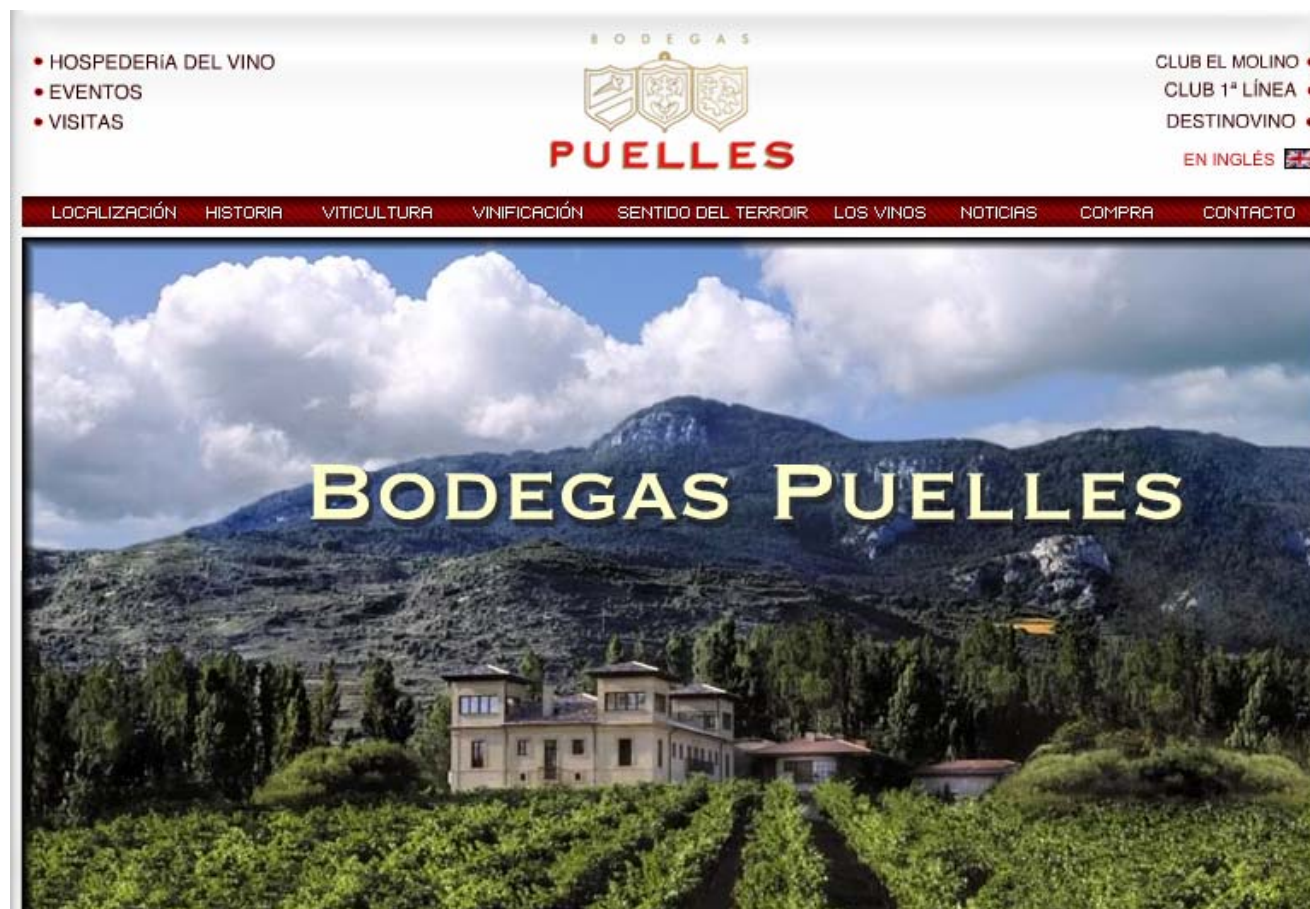 • HOSPEDERíA DEL VINO
• EVENTOS
• VISITAS
BODEGAS
PUELLES
CLUB EL MOLINO •
CLUB 1ª LÍNEA •
DESTINOVINO •
EN INGLÉS
LOCALIZACIÓN HISTORIA VITICULTURA VINIFICACIÓN SENTIDO DEL TERROIR LOS VINOS NOTICIAS COMPRA CONTACTO
BODEGAS PUELLES